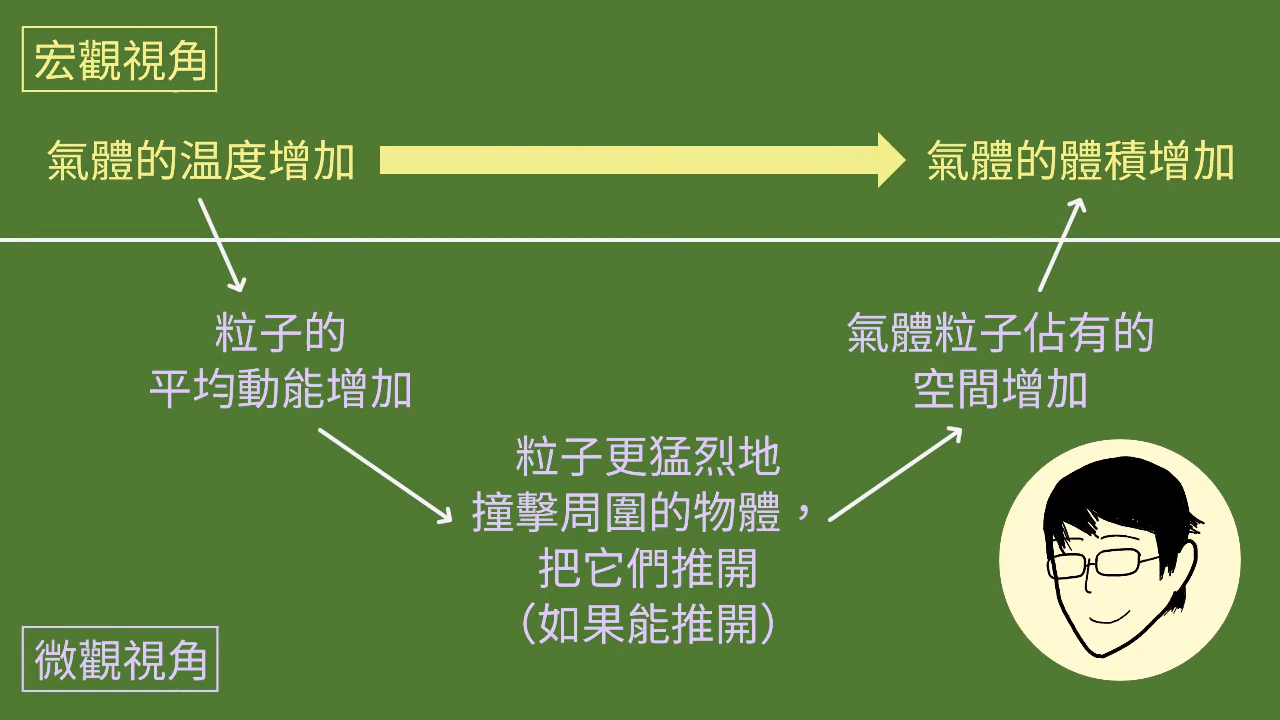 宏觀視角
氣體的温度增加
氣體的體積增加
粒子的
平均動能增加
粒子更猛烈地
撞擊周圍的物體，
把它們推開
（如果能推開）
氣體粒子佔有的
空間增加
微觀視角